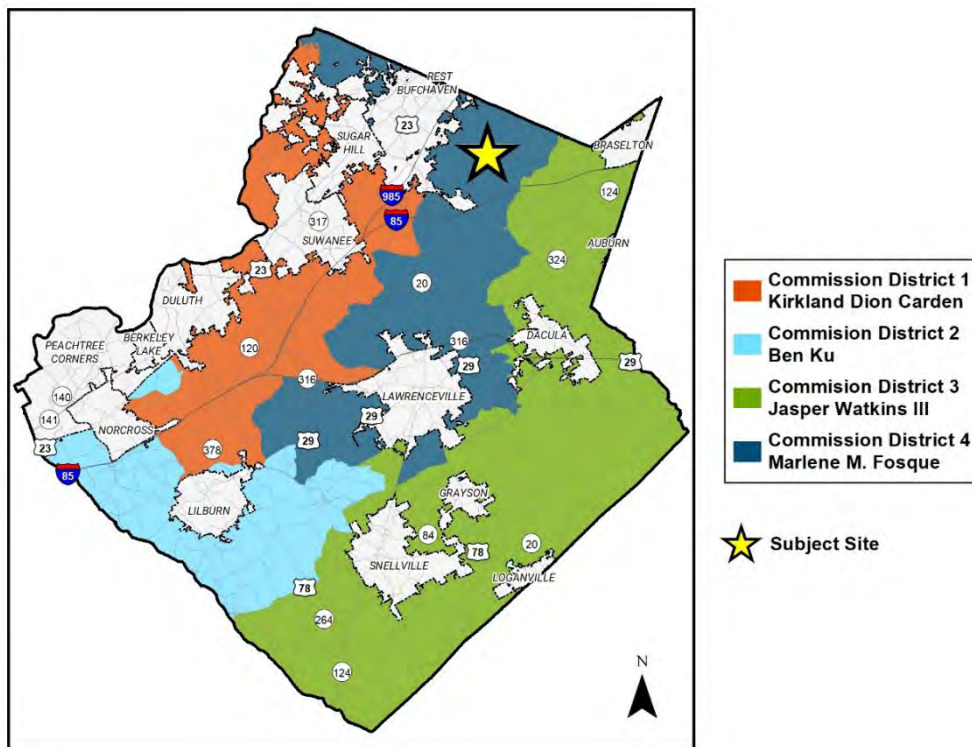 REST
BUFCHAVEN
23
SUGAR
HILL
BRASELTON
985
124
317
85
SUWANEE
AUBURN
23
324
20
DULUTH
PEACHTREE
CORNERS
BERKELEY
LAKE
120
316
DACULA
29
29
316
140
LAWRENCEVILLE
141
29
NORCROSS
23
29
378
85
GRAYSON
LILBURN
84
20
78
SNELLVILLE
LOGANVILLE
29
78
264
124
N
Commission District 1
Kirkland Dion Carden
Commision District 2
Ben Ku
Commision District 3
Jasper Watkins III
Commission District 4
Marlene M. Fosque
Subject Site